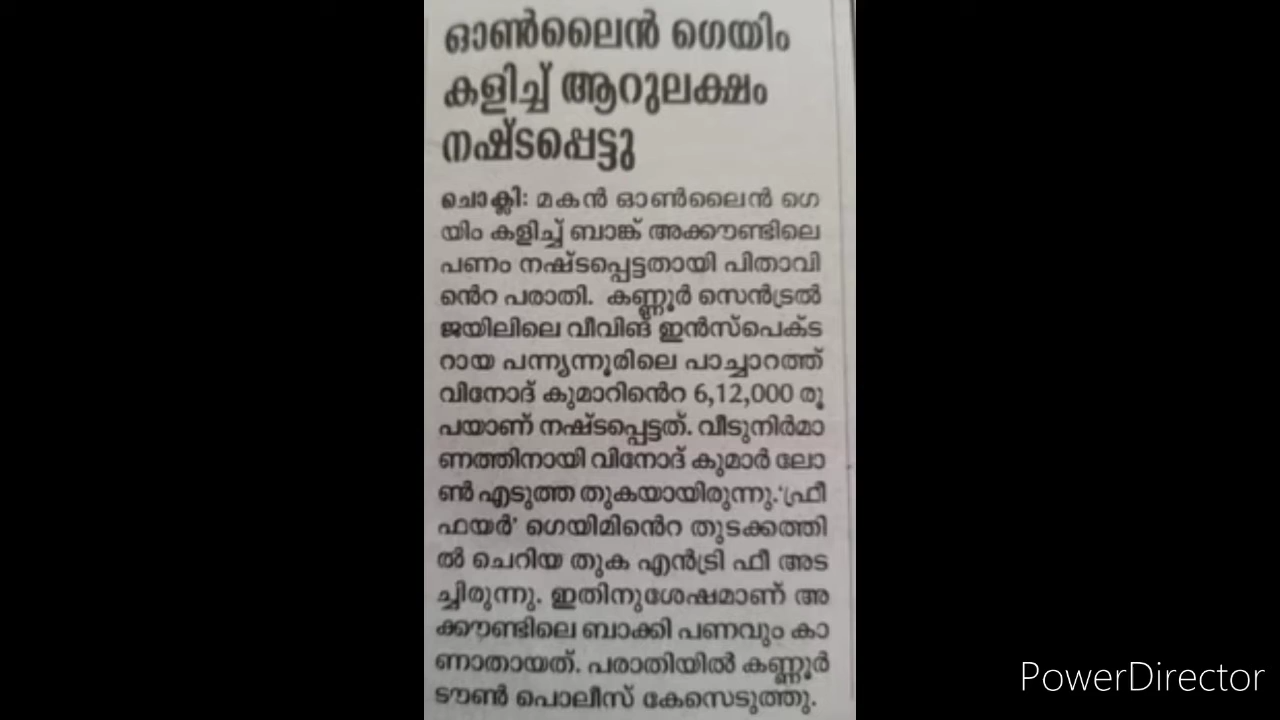 ഓൺലൈൻ ഗെയിം
കളിച്ച് ആറുലക്ഷം
നഷ്ടപ്പെട്ടു
ചൊക്ലി: മകൻ ഓൺലൈൻ ഗെ
യിം കളിച്ച് ബാങ്ക് അക്കൗണ്ടിലെ
പണം നഷ്ടപ്പെട്ടതായി പിതാവി
ൻെറ പരാതി. കണ്ണൂർ സെൻട്രൽ
ജയിലിലെ വീവിങ് ഇൻസ്പെക്ട
റായ പന്ന്യന്നൂരിലെ പാച്ചാറത്ത്
വിനോദ് കുമാറിൻെറ 6,12,000 രൂ
പയാണ് നഷ്ടപ്പെട്ടത്. വീടുനിർമാ
ണത്തിനായി വിനോദ് കുമാർ ലോ
ൺ എടുത്ത തുകയായിരുന്നു.‘ഫ്രീ
ഫയർ’ ഗെയിമിൻെറ തുടക്കത്തി
ൽ ചെറിയ തുക എൻട്രി ഫീ അട
ച്ചിരുന്നു. ഇതിനുശേഷമാണ് അ
ക്കൗണ്ടിലെ ബാക്കി പണവും കാ
ണാതായത്. പരാതിയിൽ കണ്ണൂർ
ടൗൺ പൊലീസ് കേസെടുത്തു.
PowerDirector